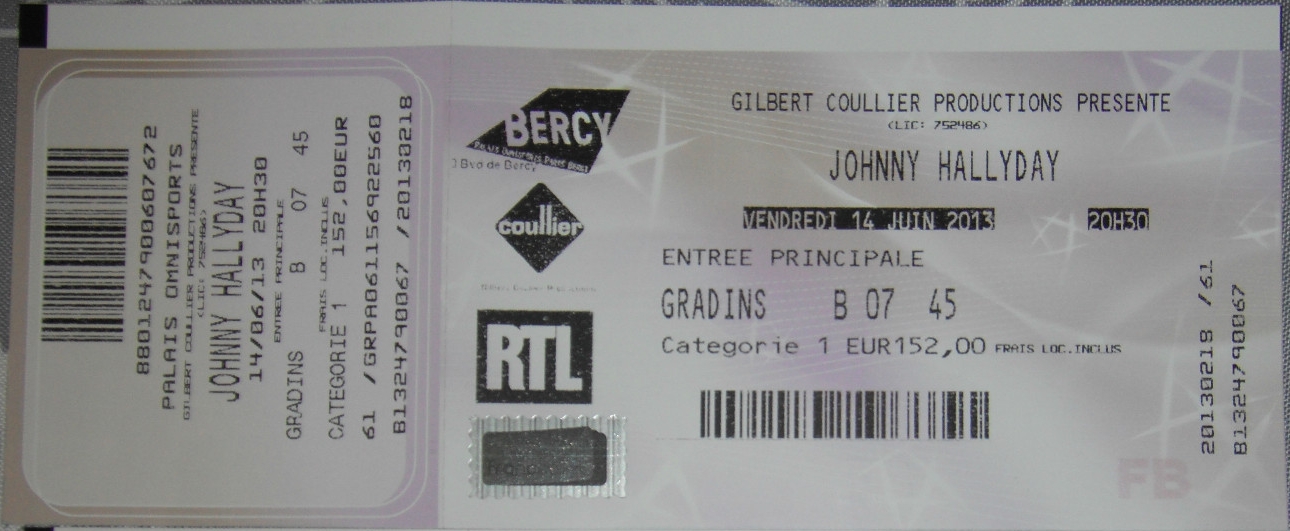 8801247900607672
PALAIS OMNISPORTS
GILBERT COULLIER PRODUCTIONS PRESENTE
(LIC: 752486)
JOHNNY HALLYDAY
14/06/13 20H30
ENTREE PRINCIPALE
GRADINS B 07 45
FRAIS LOC.INCLUS
CATEGORIE 1 152,00EUR
61 /GRPA061156922560
B1324790067 /20130218
BERCY
Bvd de Bercy
coullier
RTL
GILBERT COULLIER PRODUCTIONS PRESENTE
(LIC: 752486)
JOHNNY HALLYDAY
VENDREDI 14 JUIN 2013 20H30
ENTREE PRINCIPALE
GRADINS B 07 45
Categorie 1 EUR152,00 FRAIS LOC.INCLUS
20130218 /61
B1324790067
FB